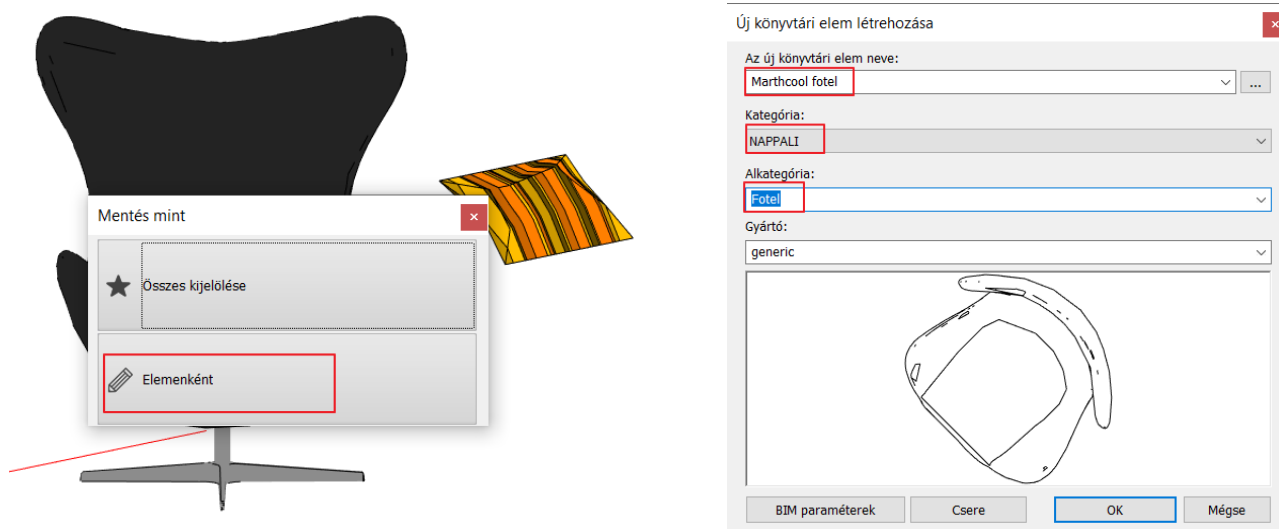 Mentés mint
Összes kijelölése
Elemenként
Új könyvtári elem létrehozása
Az új könyvtári elem neve:
Marthcool fotel
...
Kategória:
NAPPALI
Alkategória:
Fotel
Gyártó:
generic
BIM paraméterek Csere OK Mégse